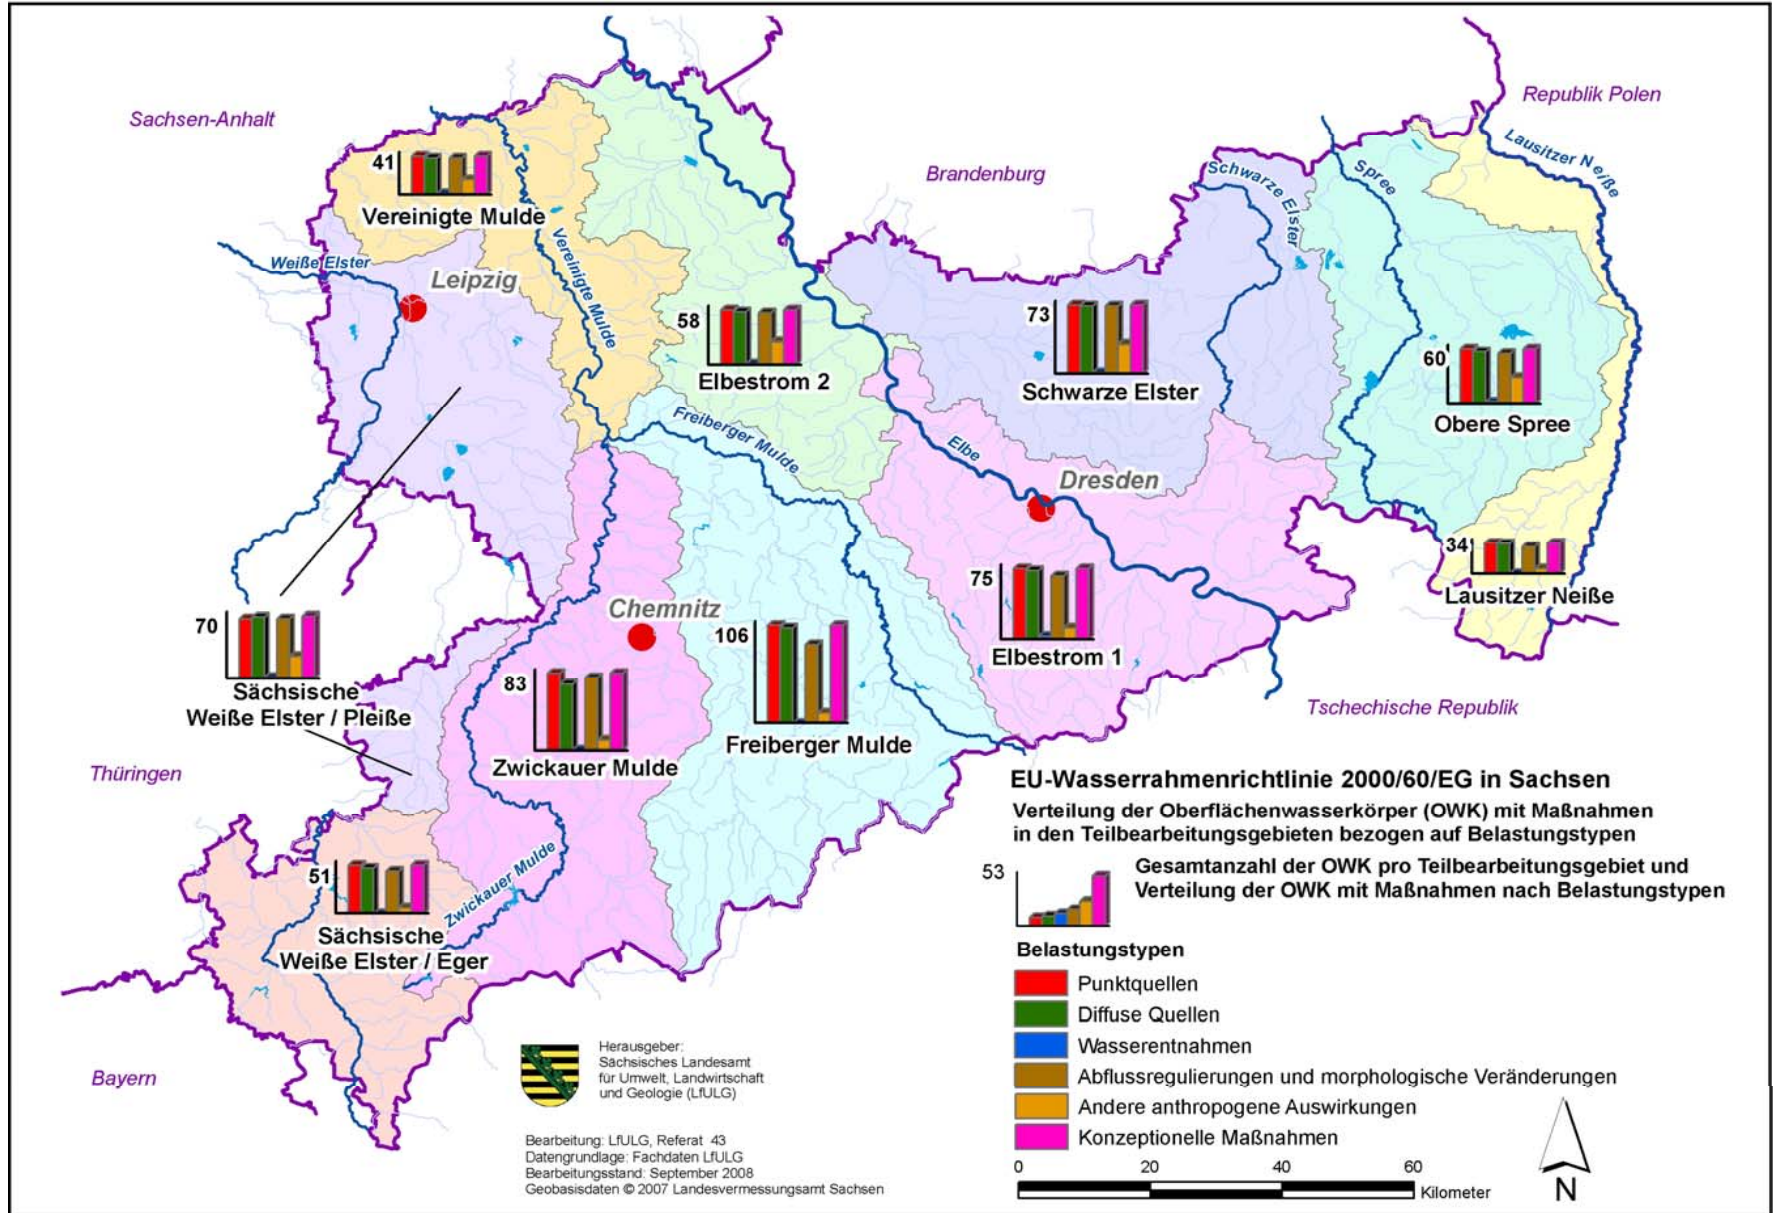 Sachsen-Anhalt
Republik Polen
Brandenburg
Lausitzer Neiße
Schwarze Elster
Spree
41
Vereinigte Mulde
Weiße Elster
Leipzig
Vereinigte Mulde
58
Elbestrom 2
73
Schwarze Elster
60
Obere Spree
Freiberger Mulde
Elbe
Dresden
34
Lausitzer Neiße
75
Elbestrom 1
Chemnitz
70
Sächsische
Weiße Elster / Pleiße
106
Freiberger Mulde
83
Zwickauer Mulde
Tschechische Republik
Thüringen
51
Sächsische
Weiße Elster / Eger
Zwickauer Mulde
Bayern
EU-Wasserrahmenrichtlinie 2000/60/EG in Sachsen
Verteilung der Oberflächenwasserkörper (OWK) mit Maßnahmen
in den Teilbearbeitungsgebieten bezogen auf Belastungstypen
53
Gesamtanzahl der OWK pro Teilbearbeitungsgebiet und
Verteilung der OWK mit Maßnahmen nach Belastungstypen
Belastungstypen
Punktquellen
Diffuse Quellen
Wasserentnahmen
Abflussregulierungen und morphologische Veränderungen
Andere anthropogene Auswirkungen
Konzeptionelle Maßnahmen
0 20 40 60
Kilometer
N
Herausgeber:
Sächsisches Landesamt
für Umwelt, Landwirtschaft
und Geologie (LfULG)
Bearbeitung: LfULG, Referat 43
Datengrundlage: Fachdaten LfULG
Bearbeitungsstand: September 2008
Geobasisdaten © 2007 Landesvermessungsamt Sachsen